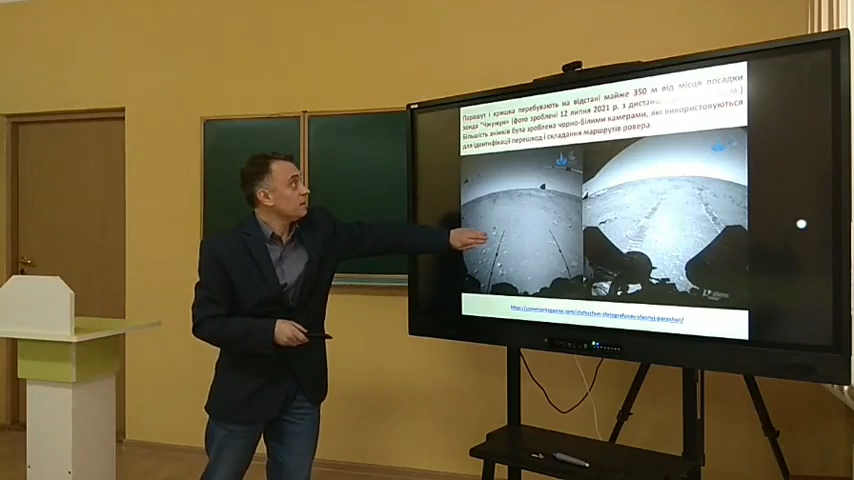 Парашут і кришка перебувають на відстані майже 350 м від місця посадки
зонда "Чжужун" (фото зроблені 12 липня 2021 р. з дистанції м)
Більшість знімків була зроблена чорно-білими камерами, які використовуються
для ідентифікації перешкод і складання маршрутів ровера.